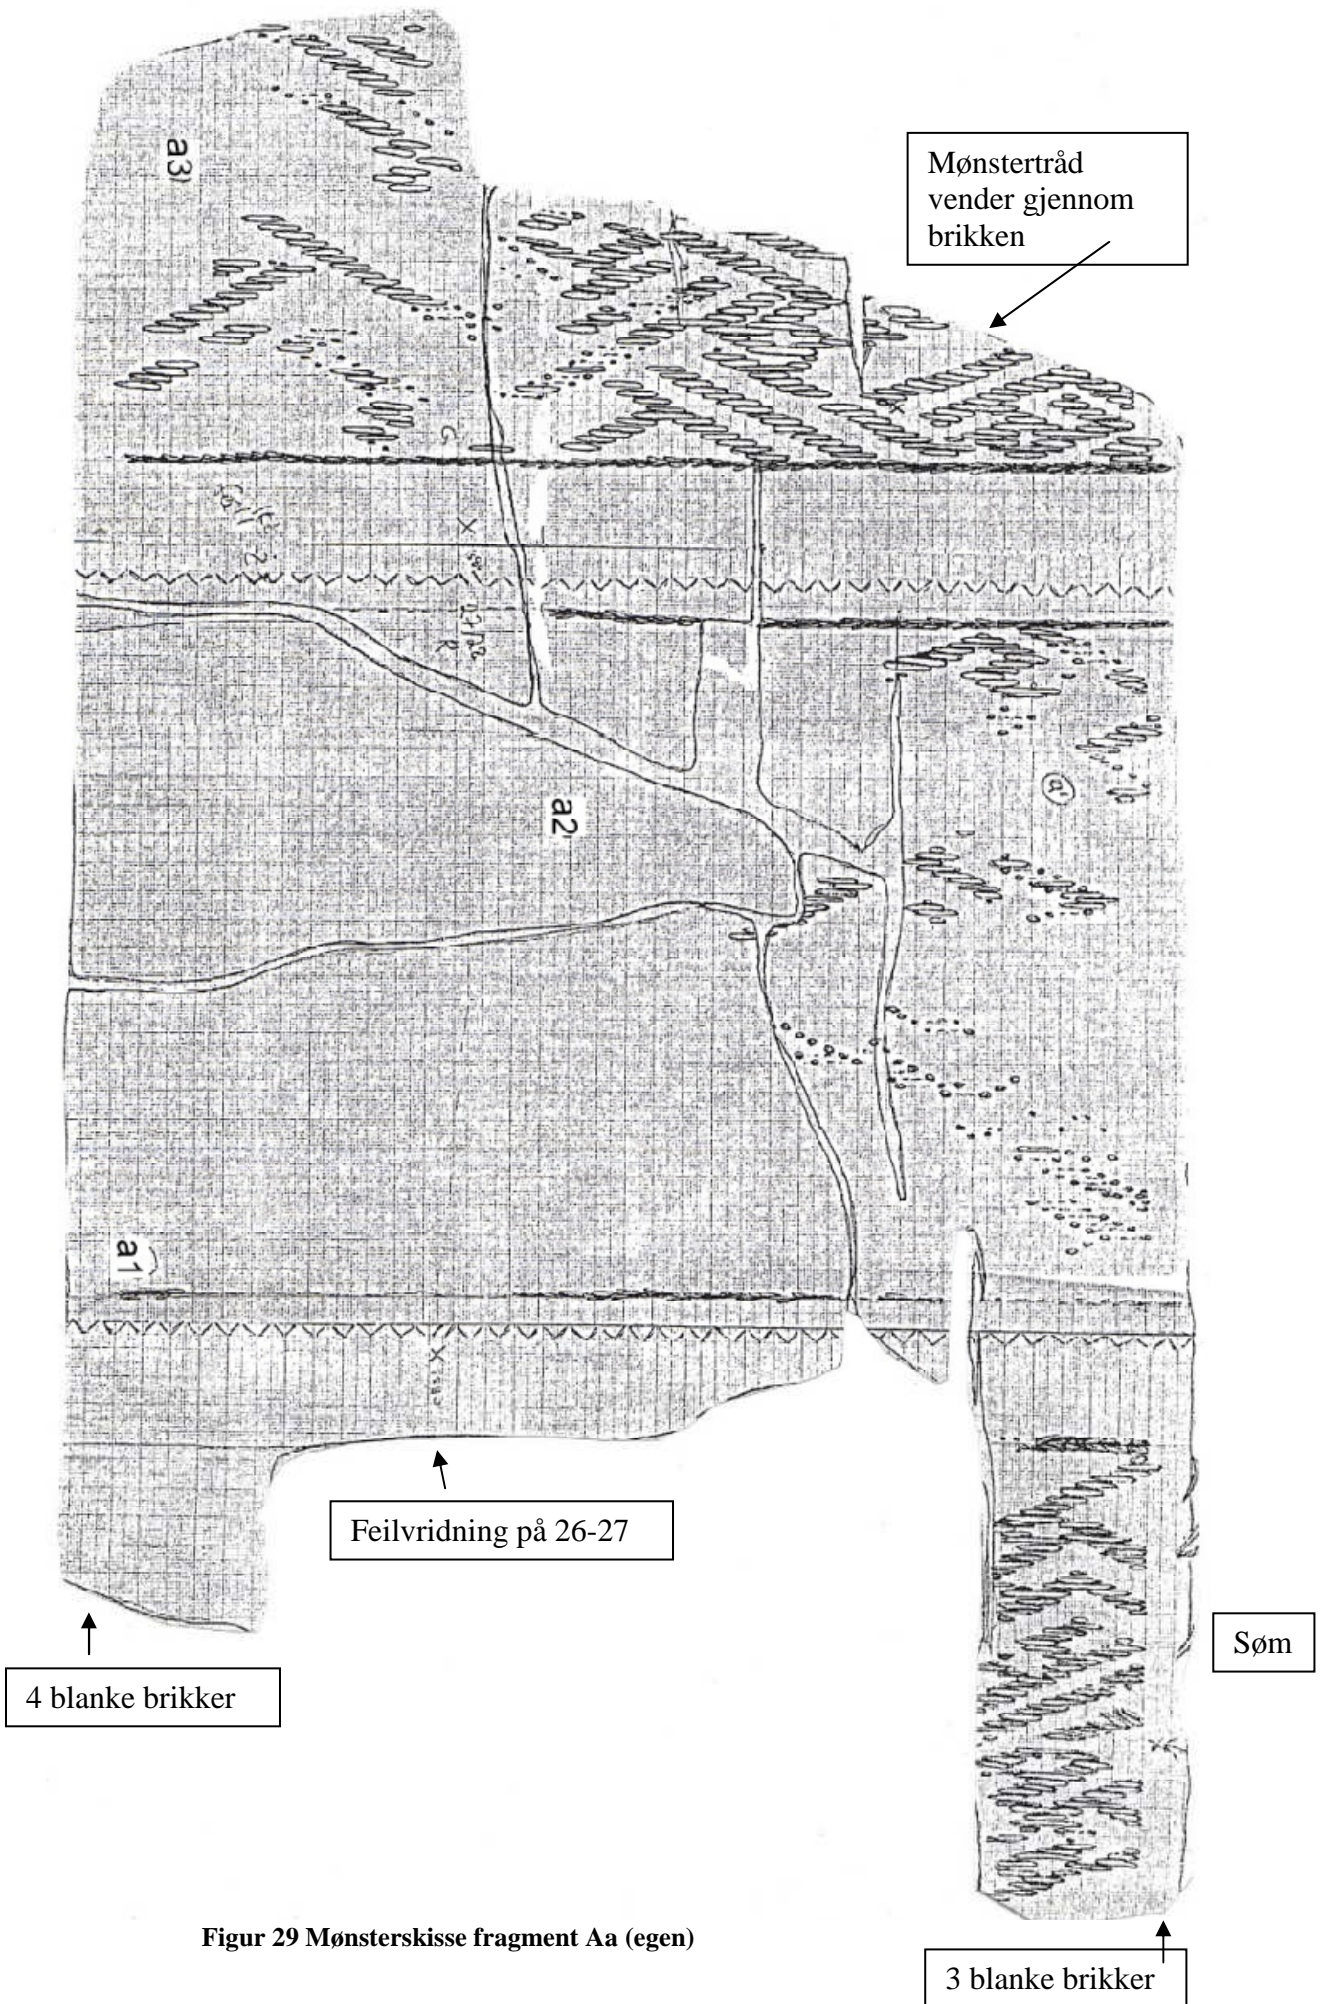 a3
Mønstertråd
vender gjennom
brikken
a2
a1
Feilvridning på 26-27
Søm
4 blanke brikker
Figur 29 Mønsterskisse fragment Aa (egen)
3 blanke brikker